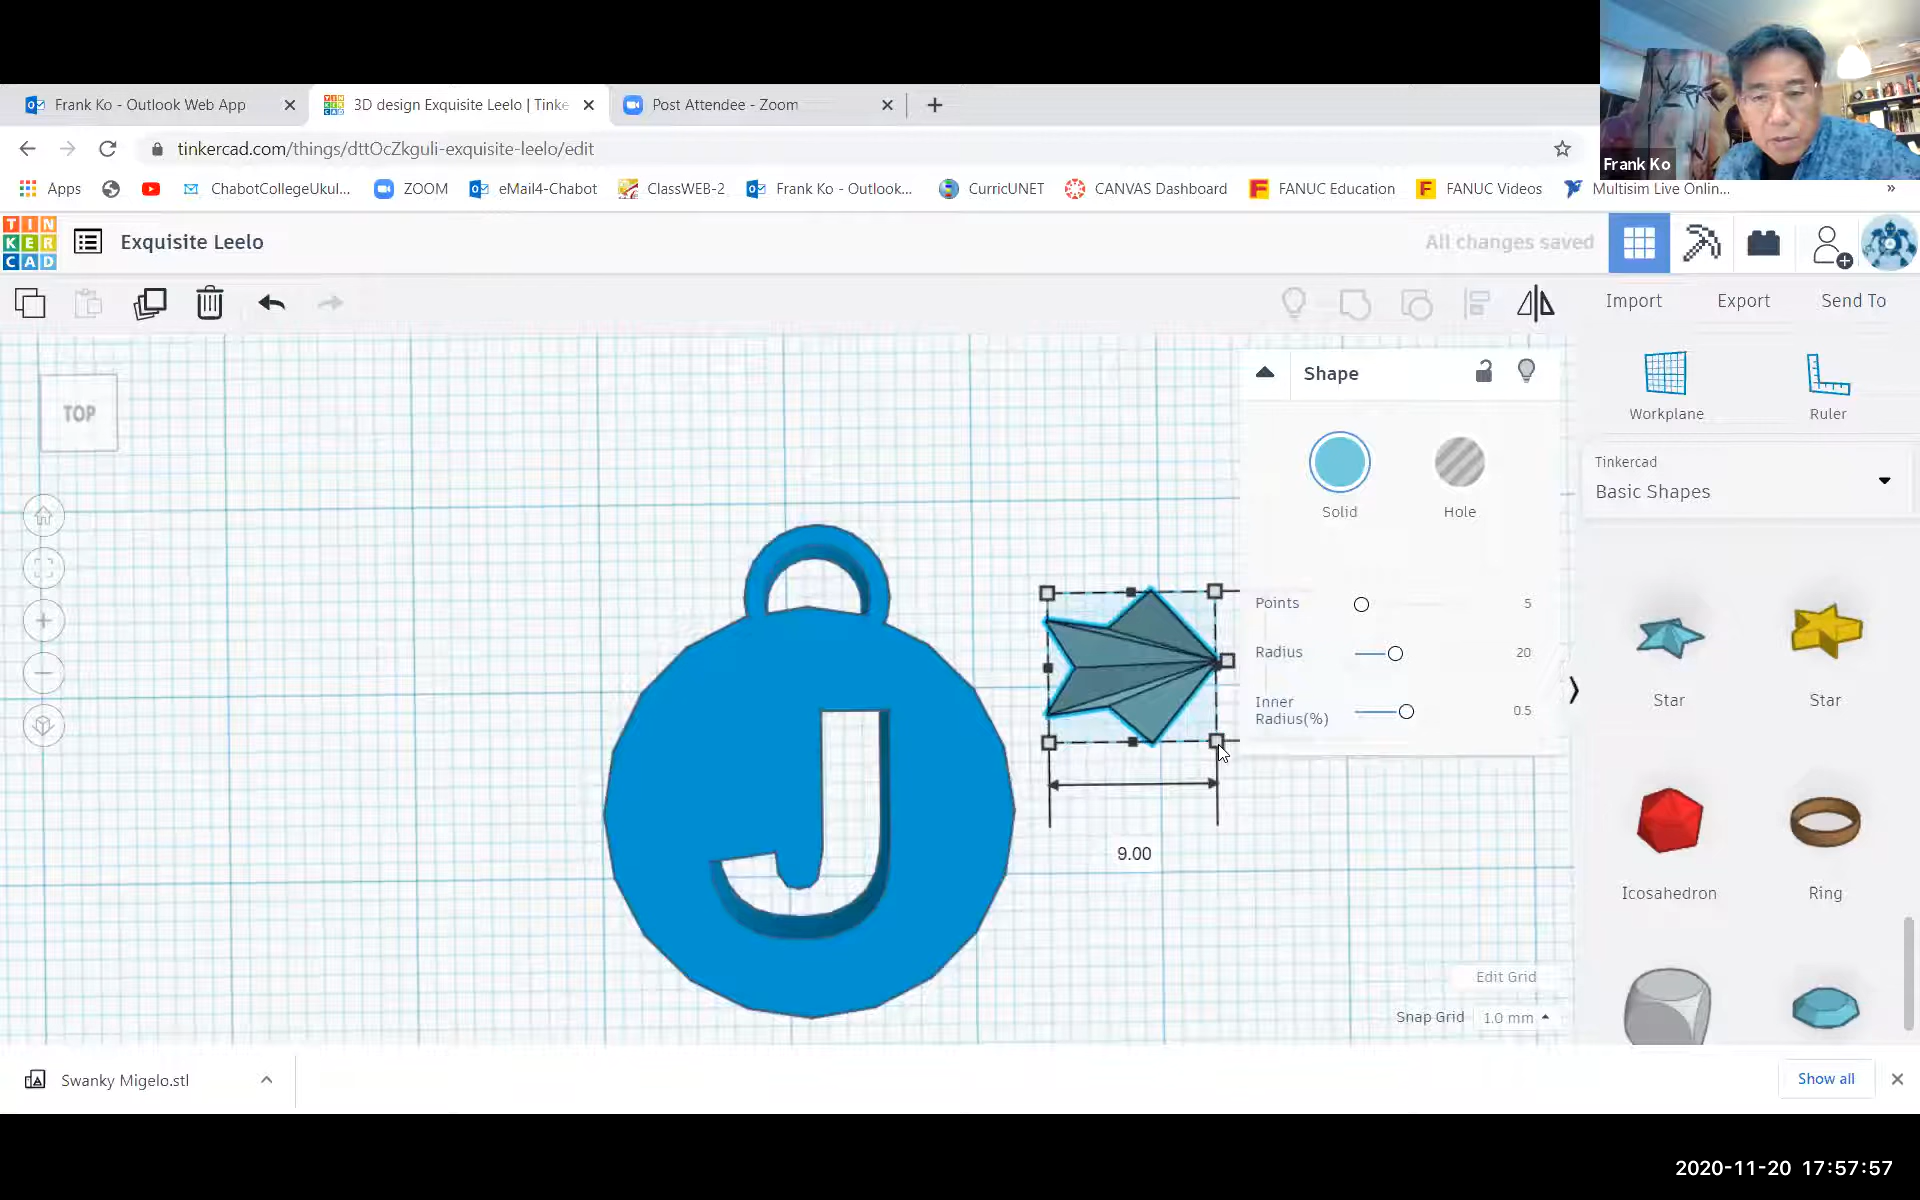 Frank Ko - Outlook Web App
3D design Exquisite Leelo | Tinke
Post Attendee - Zoom
tinkercad.com/things/dttOcZkguli-exquisite-leelo/edit
Frank Ko
Apps
ChabotCollegeUkul...
ZOOM
eMail4-Chabot
ClassWEB-2
Frank Ko - Outlook...
CurricUNET
CANVAS Dashboard
FANUC Education
FANUC Videos
Multisim Live Onlin...
TIN
KER
CAD
Exquisite Leelo
All changes saved
Import
Export
Send To
TOP
Shape
Workplane
Ruler
Solid
Hole
Tinkercad
Basic Shapes
Points
5
Radius
20
Inner
Radius(%)
0.5
Star
Star
J
9.00
Icosahedron
Ring
Edit Grid
Snap Grid
1.0 mm
Swanky Migelo.stl
Show all
2020-11-20 17:57:57